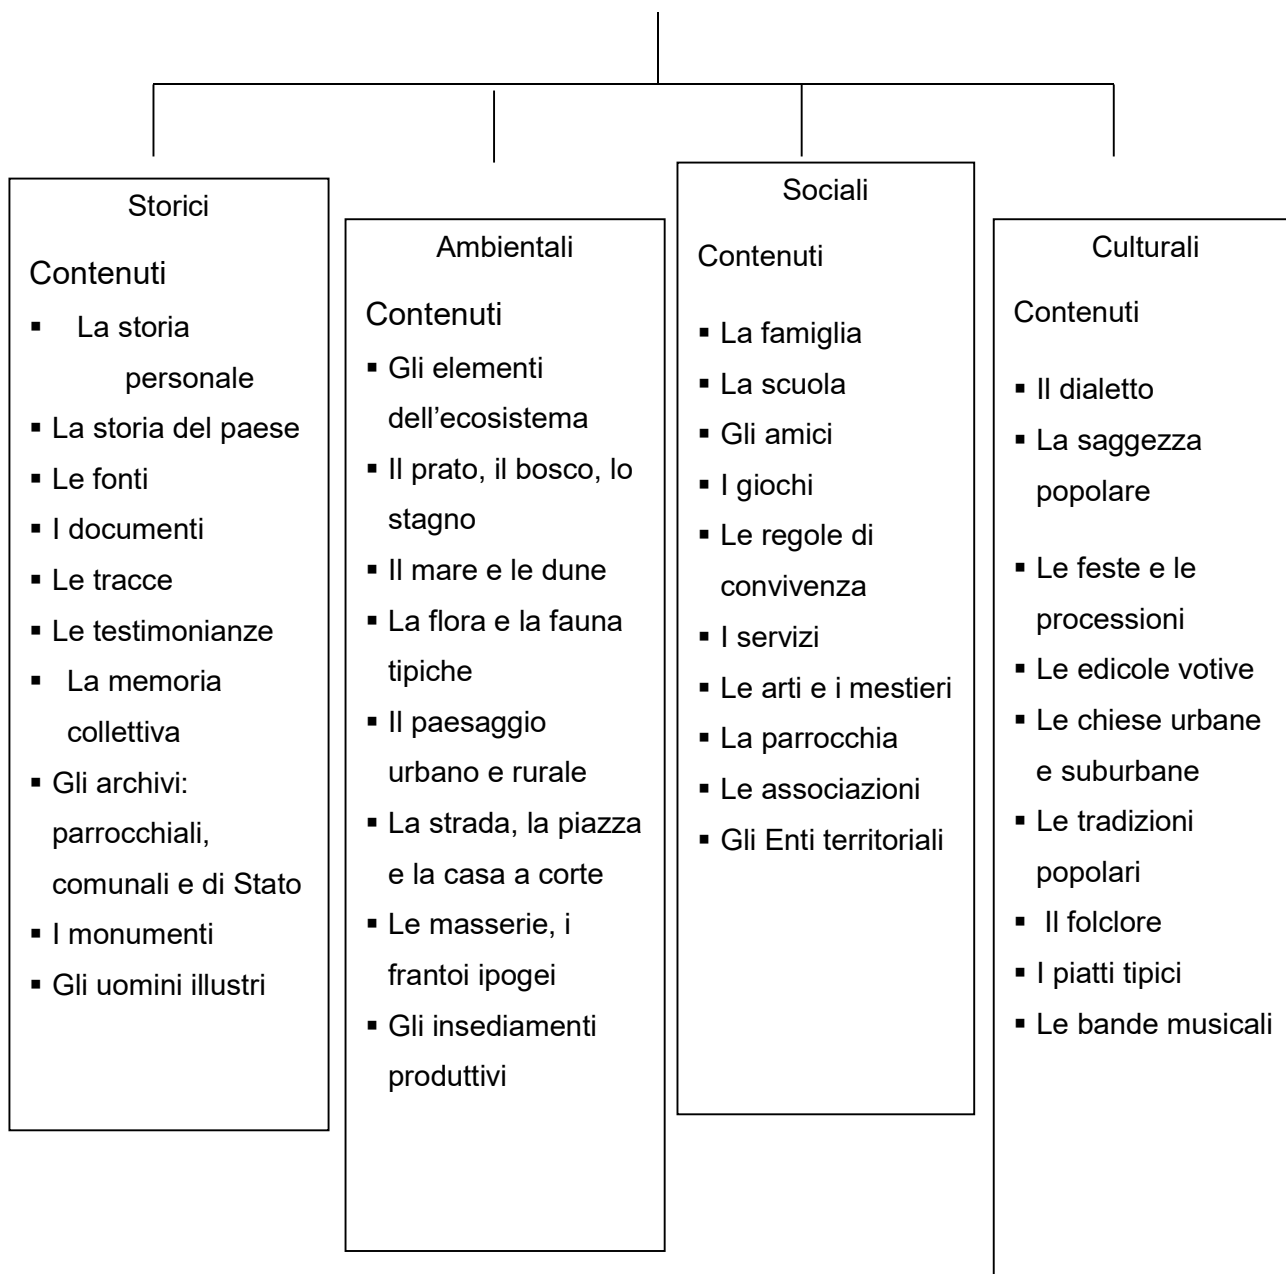 Storici
Contenuti
▪ La storia
personale
▪ La storia del paese
▪ Le fonti
▪ I documenti
▪ Le tracce
▪ Le testimonianze
▪ La memoria
collettiva
▪ Gli archivi:
parrocchiali,
comunali e di Stato
▪ I monumenti
▪ Gli uomini illustri
Ambientali
Contenuti
▪ Gli elementi
dell’ecosistema
▪ Il prato, il bosco, lo
stagno
▪ Il mare e le dune
▪ La flora e la fauna
tipiche
▪ Il paesaggio
urbano e rurale
▪ La strada, la piazza
e la casa a corte
▪ Le masserie, i
frantoi ipogei
▪ Gli insediamenti
produttivi
Sociali
Contenuti
▪ La famiglia
▪ La scuola
▪ Gli amici
▪ I giochi
▪ Le regole di
convivenza
▪ I servizi
▪ Le arti e i mestieri
▪ La parrocchia
▪ Le associazioni
▪ Gli Enti territoriali
Culturali
Contenuti
▪ Il dialetto
▪ La saggezza
popolare
▪ Le feste e le
processioni
▪ Le edicole votive
▪ Le chiese urbane
e suburbane
▪ Le tradizioni
popolari
▪ Il folclore
▪ I piatti tipici
▪ Le bande musicali